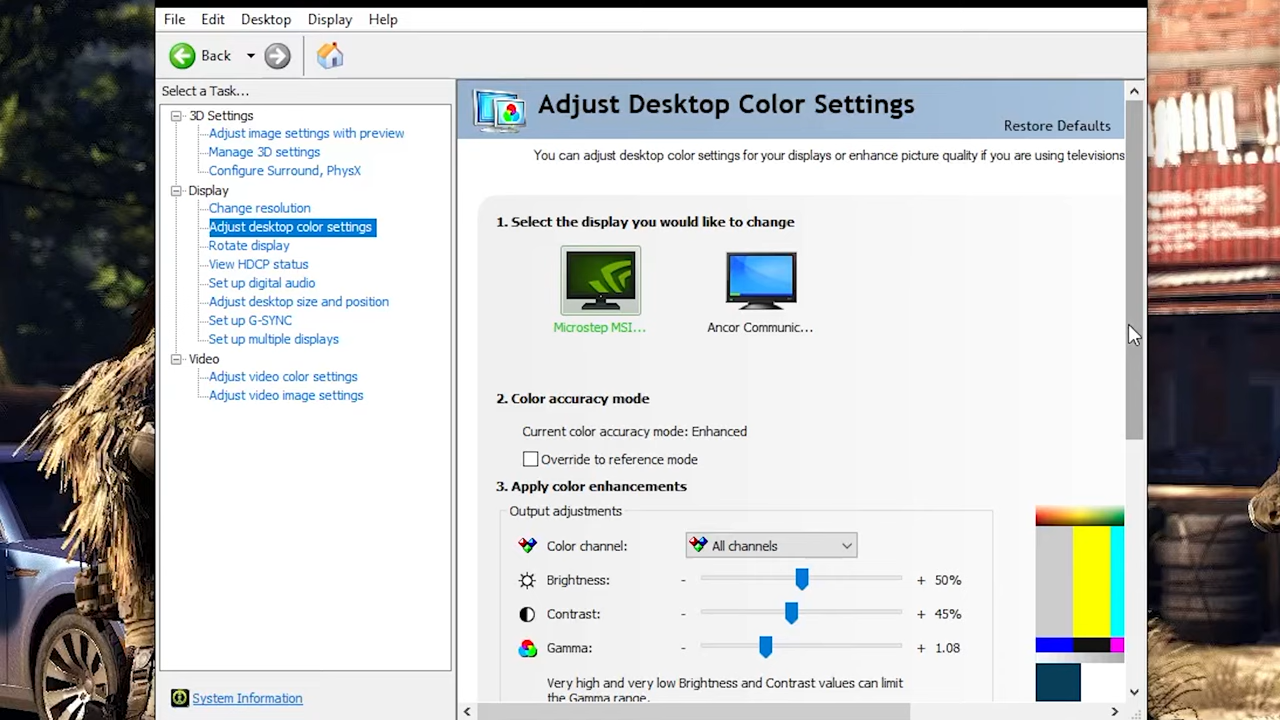 File Edit Desktop Display Help
Back
Select a Task...
3D Settings
Adjust image settings with preview
Manage 3D settings
Configure Surround, PhysX
Display
Change resolution
Adjust desktop color settings
Rotate display
View HDCP status
Set up digital audio
Adjust desktop size and position
Set up G-SYNC
Set up multiple displays
Video
Adjust video color settings
Adjust video image settings
System Information
Adjust Desktop Color Settings
Restore Defaults
You can adjust desktop color settings for your displays or enhance picture quality if you are using televisions
1. Select the display you would like to change
Microstep MSI... Ancor Communic...
2. Color accuracy mode
Current color accuracy mode: Enhanced
Override to reference mode
3. Apply color enhancements
Output adjustments
Color channel: All channels
Brightness: - + 50%
Contrast: - + 45%
Gamma: - + 1.08
Very high and very low Brightness and Contrast values can limit
the Gamma range.